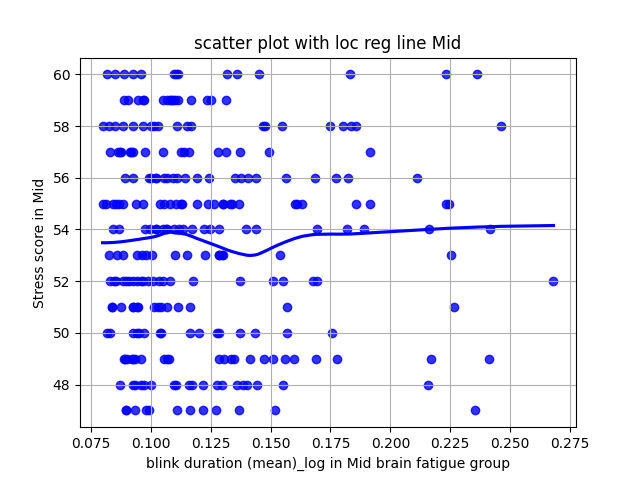 scatter plot with loc reg line Mid
60
58
56
54
52
50
48
Stress score in Mid
0.075 0.100 0.125 0.150 0.175 0.200 0.225 0.250 0.275
blink duration (mean)_log in Mid brain fatigue group